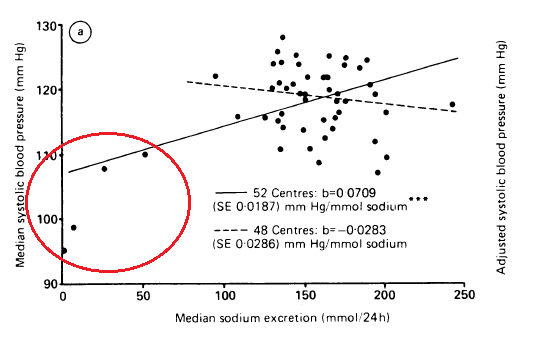 a
130
120
110
100
90
0
50
100
150
200
250
Median systolic blood pressure (mm Hg)
Adjusted systolic blood pressure (mm Hg)
52 Centres: b=0·0709
(SE 0·0187) mm Hg/mmol sodium***
48 Centres: b=−0·0283
(SE 0·0286) mm Hg/mmol sodium
Median sodium excretion (mmol/24h)